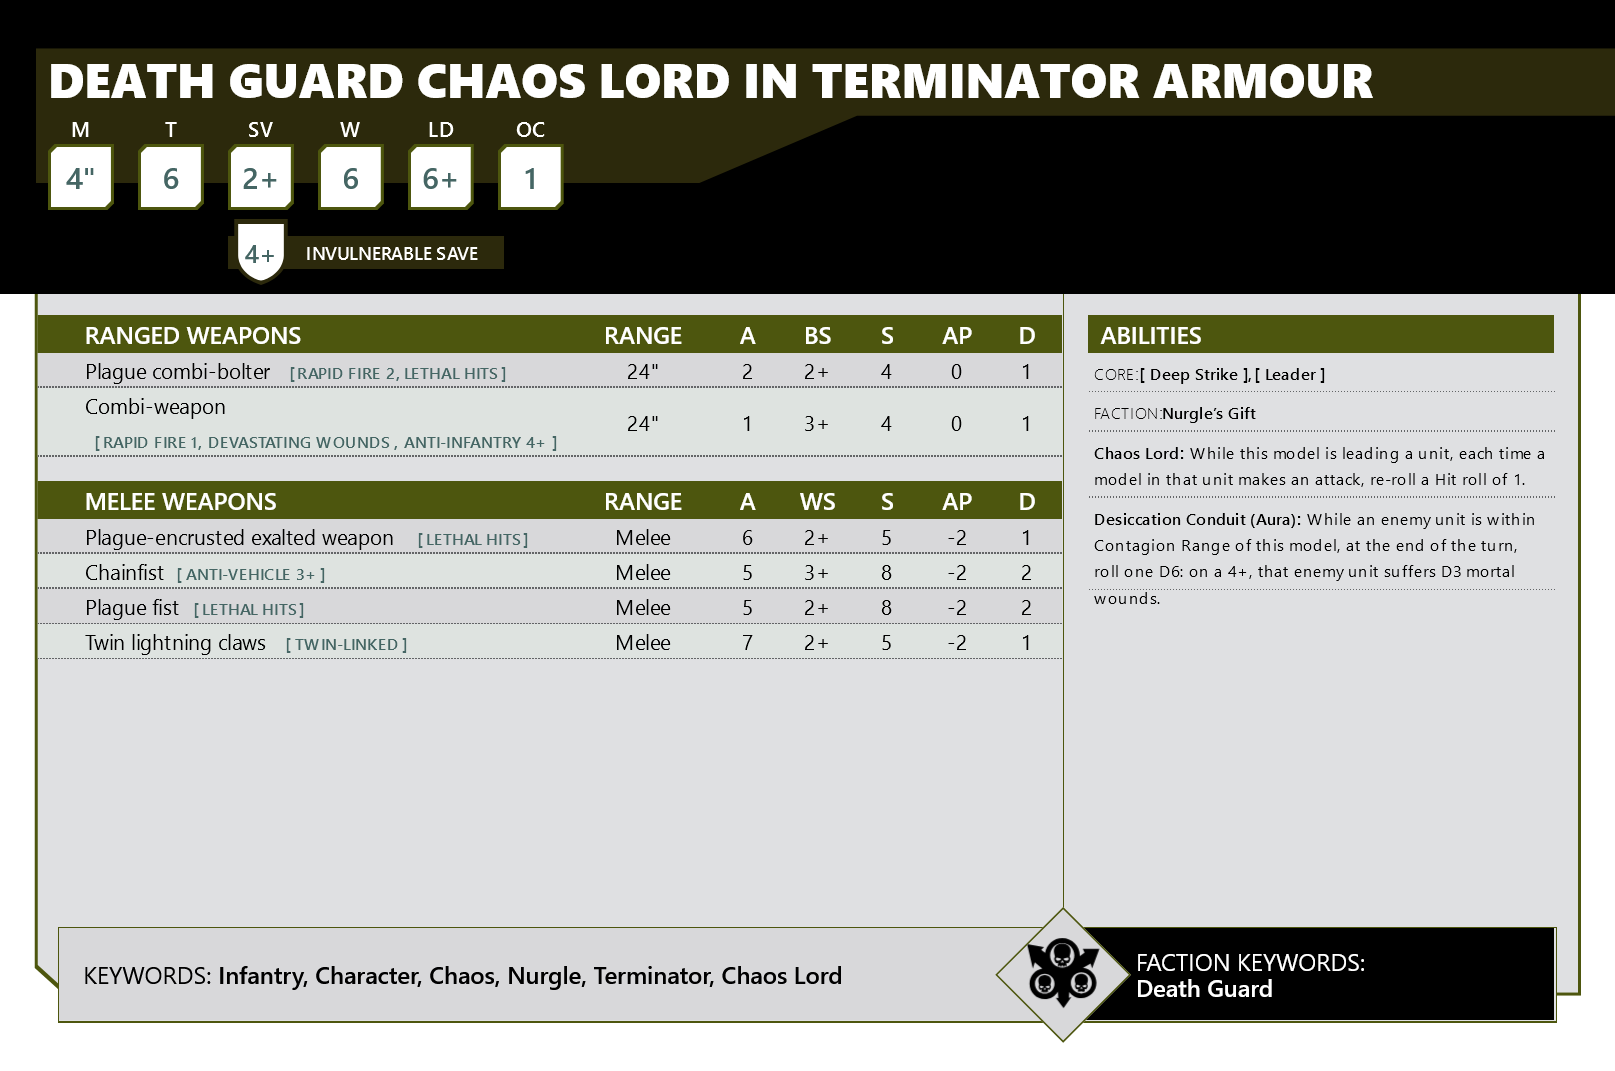 DEATH GUARD CHAOS LORD IN TERMINATOR ARMOUR
M T SV W LD OC
4" 6 2+ 6 6+ 1
4+ INVULNERABLE SAVE
RANGED WEAPONS RANGE A BS S AP D
Plague combi-bolter [ RAPID FIRE 2, LETHAL HITS ] 24" 2 2+ 4 0 1
Combi-weapon
[ RAPID FIRE 1, DEVASTATING WOUNDS , ANTI-INFANTRY 4+ ] 24" 1 3+ 4 0 1
MELEE WEAPONS RANGE A WS S AP D
Plague-encrusted exalted weapon [ LETHAL HITS ] Melee 6 2+ 5 -2 1
Chainfist [ ANTI-VEHICLE 3+ ] Melee 5 3+ 8 -2 2
Plague fist [ LETHAL HITS ] Melee 5 2+ 8 -2 2
Twin lightning claws [ TWIN-LINKED ] Melee 7 2+ 5 -2 1
ABILITIES
CORE:[ Deep Strike ], [ Leader ]
FACTION:Nurgle's Gift
Chaos Lord: While this model is leading a unit, each time a
model in that unit makes an attack, re-roll a Hit roll of 1.
Desiccation Conduit (Aura): While an enemy unit is within
Contagion Range of this model, at the end of the turn,
roll one D6: on a 4+, that enemy unit suffers D3 mortal
wounds.
KEYWORDS: Infantry, Character, Chaos, Nurgle, Terminator, Chaos Lord
FACTION KEYWORDS:
Death Guard